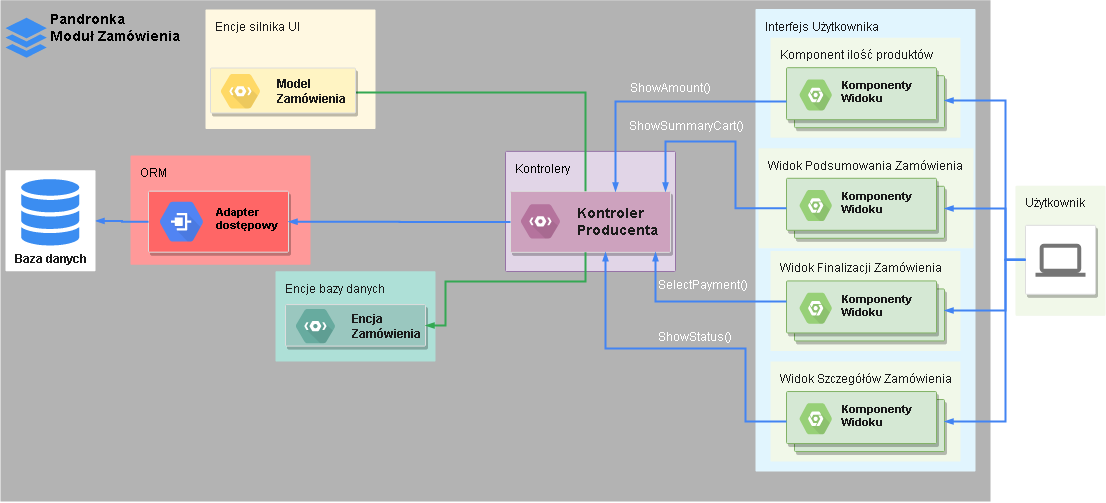 Pandronka
Moduł Zamówienia
Encje silnika UI
Model
Zamówienia
Interfejs Użytkownika
Komponent ilość produktów
Komponenty
Widoku
ShowAmount()
ShowSummaryCart()
Widok Podsumowania Zamówienia
Komponenty
Widoku
ORM
Adapter
dostępowy
Baza danych
Kontrolery
Kontroler
Producenta
Użytkownik
Encje bazy danych
Encja
Zamówienia
SelectPayment()
Widok Finalizacji Zamówienia
Komponenty
Widoku
ShowStatus()
Widok Szczegółów Zamówienia
Komponenty
Widoku